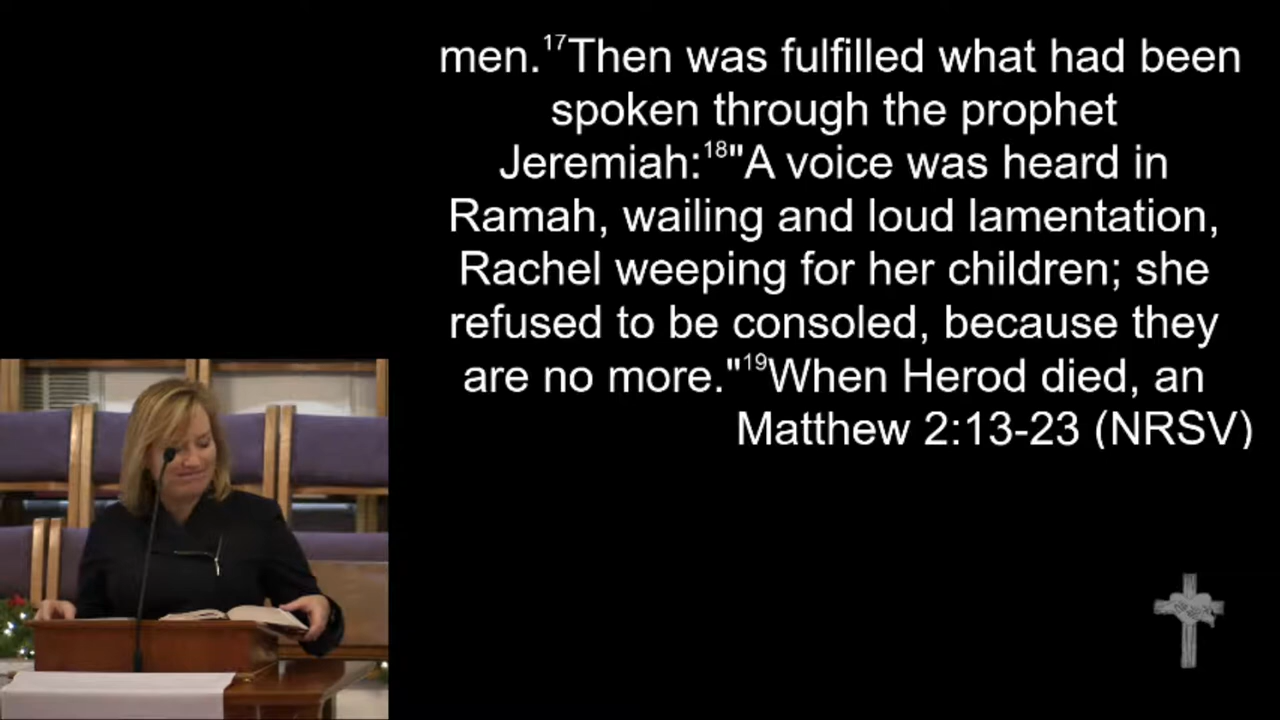 men.¹⁷Then was fulfilled what had been
spoken through the prophet
Jeremiah:¹⁸"A voice was heard in
Ramah, wailing and loud lamentation,
Rachel weeping for her children; she
refused to be consoled, because they
are no more."¹⁹When Herod died, an
Matthew 2:13-23 (NRSV)